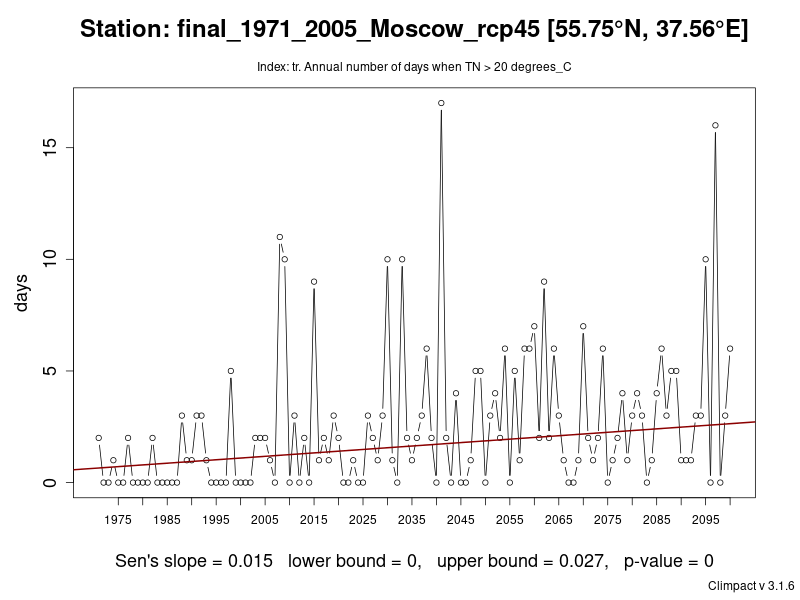 Station: final_1971_2005_Moscow_rcp45 [55.75°N, 37.56°E]
Index: tr. Annual number of days when TN > 20 degrees_C
days
15
10
5
0
1975 1985 1995 2005 2015 2025 2035 2045 2055 2065 2075 2085 2095
Sen's slope = 0.015 lower bound = 0, upper bound = 0.027, p-value = 0
Climpact v 3.1.6